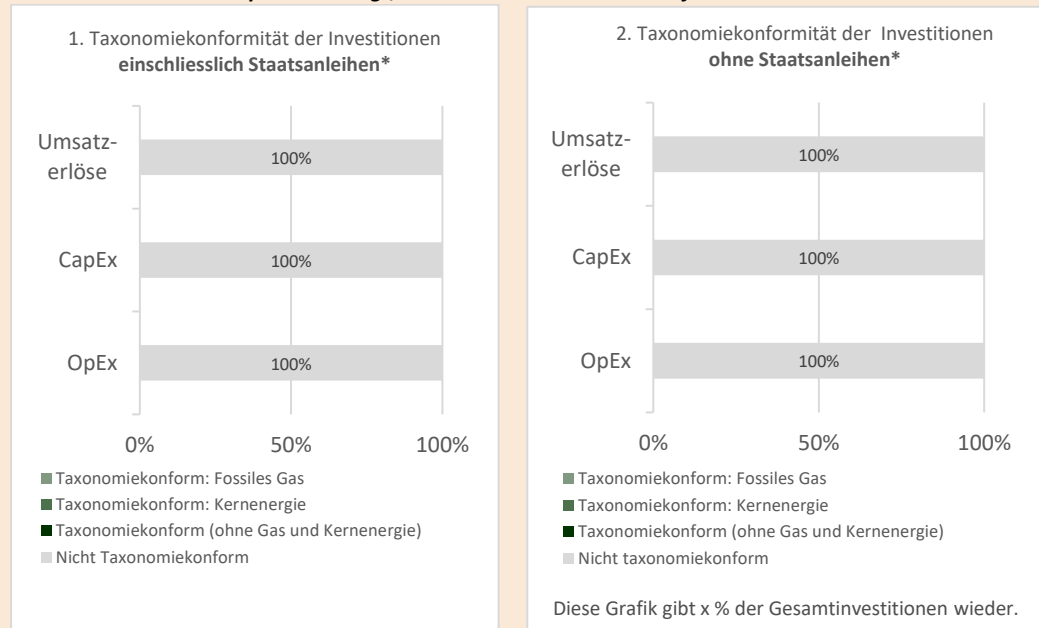 1. Taxonomiekonformität der Investitionen
einschliesslich Staatsanleihen*
Umsatz-
erlöse
100%
CapEx
100%
OpEx
100%
0% 50% 100%
Taxonomiekonform: Fossiles Gas
Taxonomiekonform: Kernenergie
Taxonomiekonform (ohne Gas und Kernenergie)
Nicht Taxonomiekonform
2. Taxonomiekonformität der Investitionen
ohne Staatsanleihen*
Umsatz-
erlöse
100%
CapEx
100%
OpEx
100%
0% 50% 100%
Taxonomiekonform: Fossiles Gas
Taxonomiekonform: Kernenergie
Taxonomiekonform (ohne Gas und Kernenergie)
Nicht taxonomiekonform
Diese Grafik gibt x % der Gesamtinvestitionen wieder.